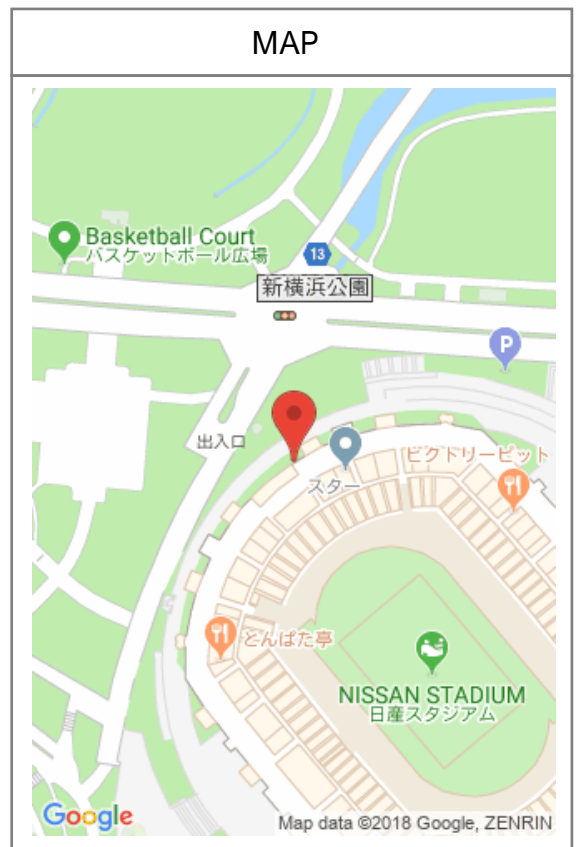 MAP
Basketball Court
バスケットボール広場
13
新横浜公園
P
出入口
スター
ビクトリーピット
とんぱた亭
NISSAN STADIUM
日産スタジアム
Google
Map data ©2018 Google, ZENRIN